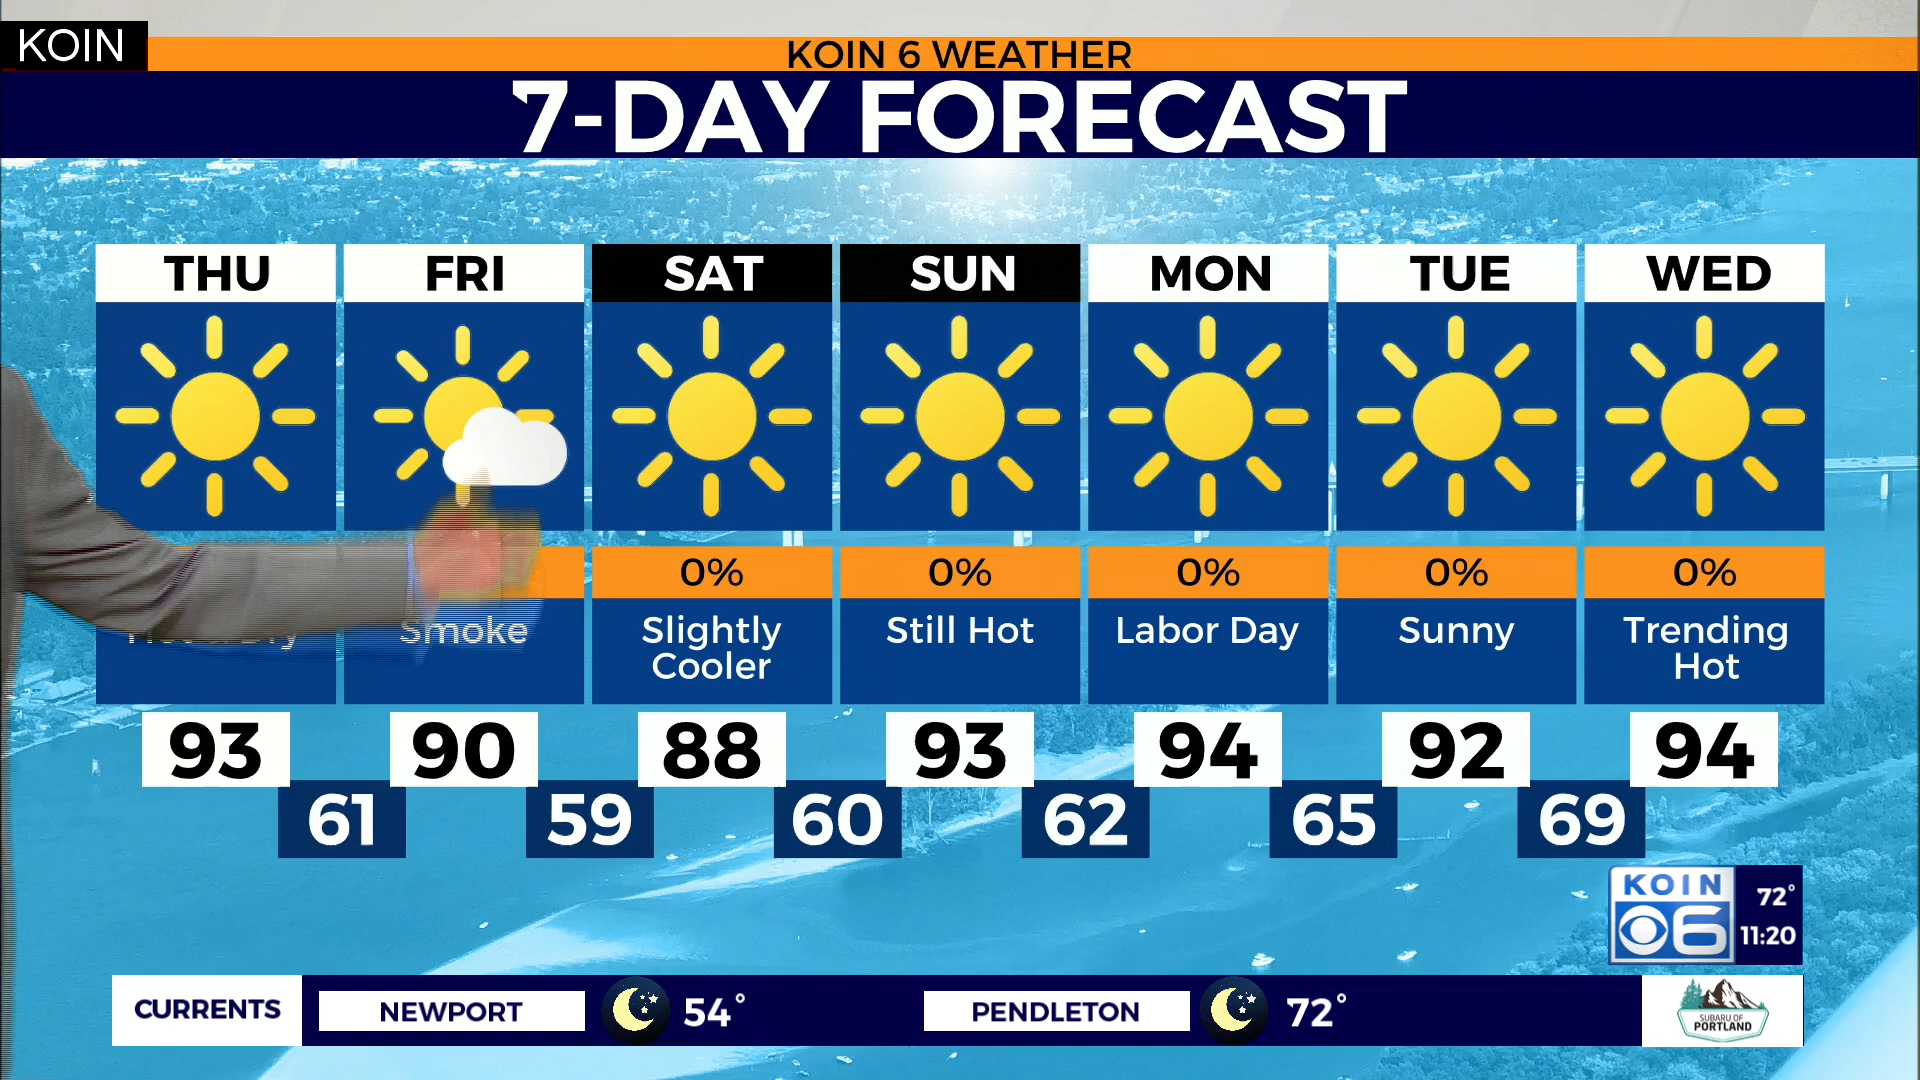 KOIN
KOIN 6 WEATHER
7-DAY FORECAST
THU FRI SAT SUN MON TUE WED
0% 0% 0% 0% 0%
Dry Smoke Slightly Still Hot Labor Day Sunny Trending
Cooler Hot
93 90 88 93 94 92 94
61 59 60 62 65 69
KOIN 72°
6 11:20
CURRENTS NEWPORT 54° PENDLETON 72°
SUBARU OF
PORTLAND